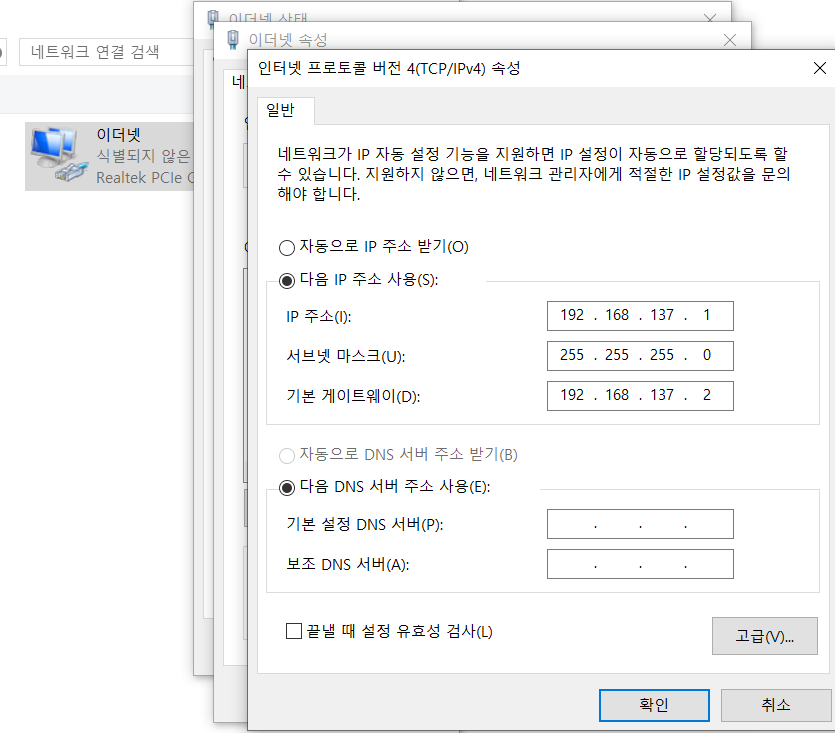 이더넷 상태
이더넷 속성
네트워크 연결 검색
인터넷 프로토콜 버전 4(TCP/IPv4) 속성
일반
이더넷
식별되지 않은
Realtek PCIe
네트워크가 IP 자동 설정 기능을 지원하면 IP 설정이 자동으로 할당되도록 할
수 있습니다. 지원하지 않으면, 네트워크 관리자에게 적절한 IP 설정값을 문의
해야 합니다.
자동으로 IP 주소 받기(O)
다음 IP 주소 사용(S):
IP 주소(I): 192 . 168 . 137 . 1
서브넷 마스크(U): 255 . 255 . 255 . 0
기본 게이트웨이(D): 192 . 168 . 137 . 2
자동으로 DNS 서버 주소 받기(B)
다음 DNS 서버 주소 사용(E):
기본 설정 DNS 서버(P): . . .
보조 DNS 서버(A): . . .
끝낼 때 설정 유효성 검사(L)
고급(V)...
확인
취소